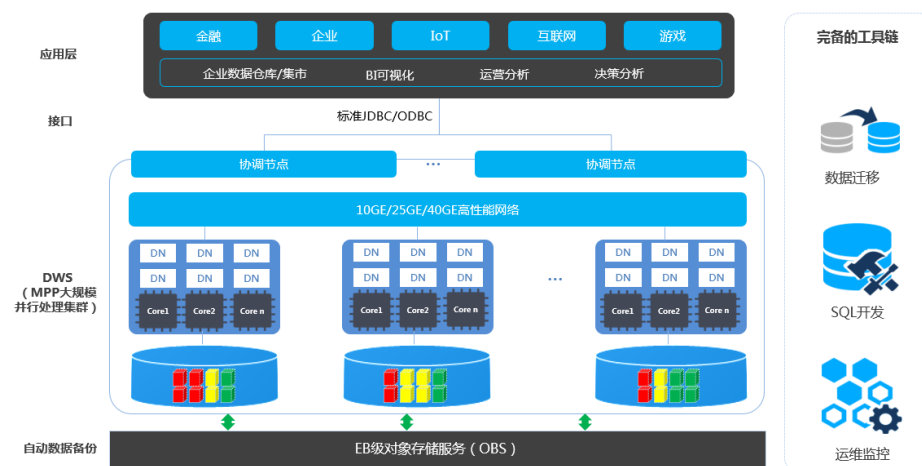 应用层
金融
企业
IoT
互联网
游戏
企业数据仓库/集市
BI可视化
运营分析
决策分析
接口
标准JDBC/ODBC
协调节点
...
协调节点
10GE/25GE/40GE高性能网络
DWS
（MPP大规模
并行处理集群）
DN DN DN
DN DN DN
Core1 Core2 Core n
DN DN DN
DN DN DN
Core1 Core2 Core n
...
DN DN DN
DN DN DN
Core1 Core2 Core n
自动数据备份
EB级对象存储服务（OBS）
完备的工具链
数据迁移
SQL开发
运维监控